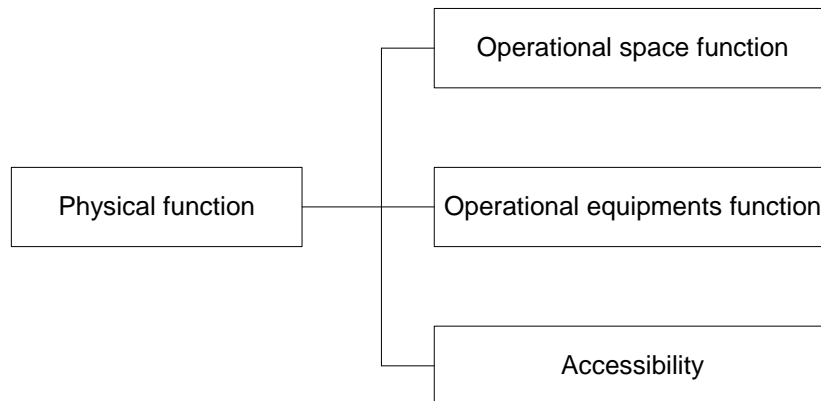 Operational space function
Physical function
Operational equipments function
Accessibility